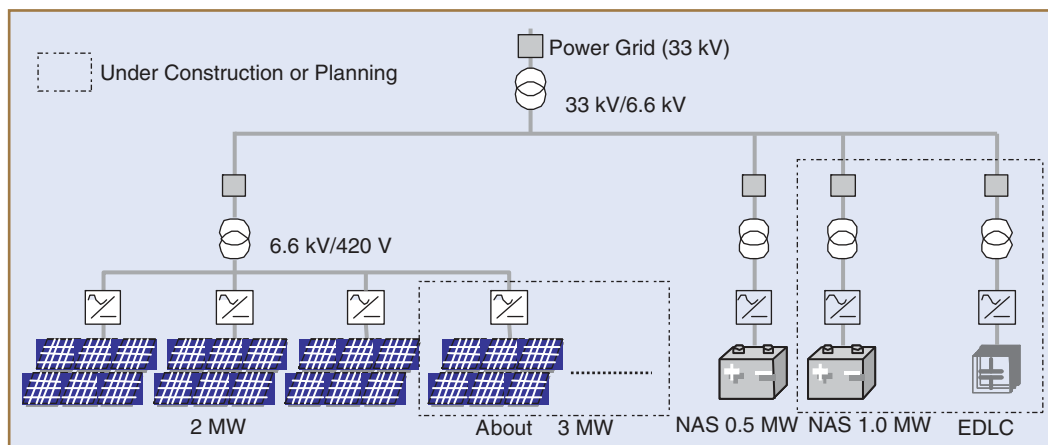 Power Grid (33 kV)
Under Construction or Planning
33 kV/6.6 kV
6.6 kV/420 V
2 MW
About 3 MW
NAS 0.5 MW
NAS 1.0 MW
EDLC